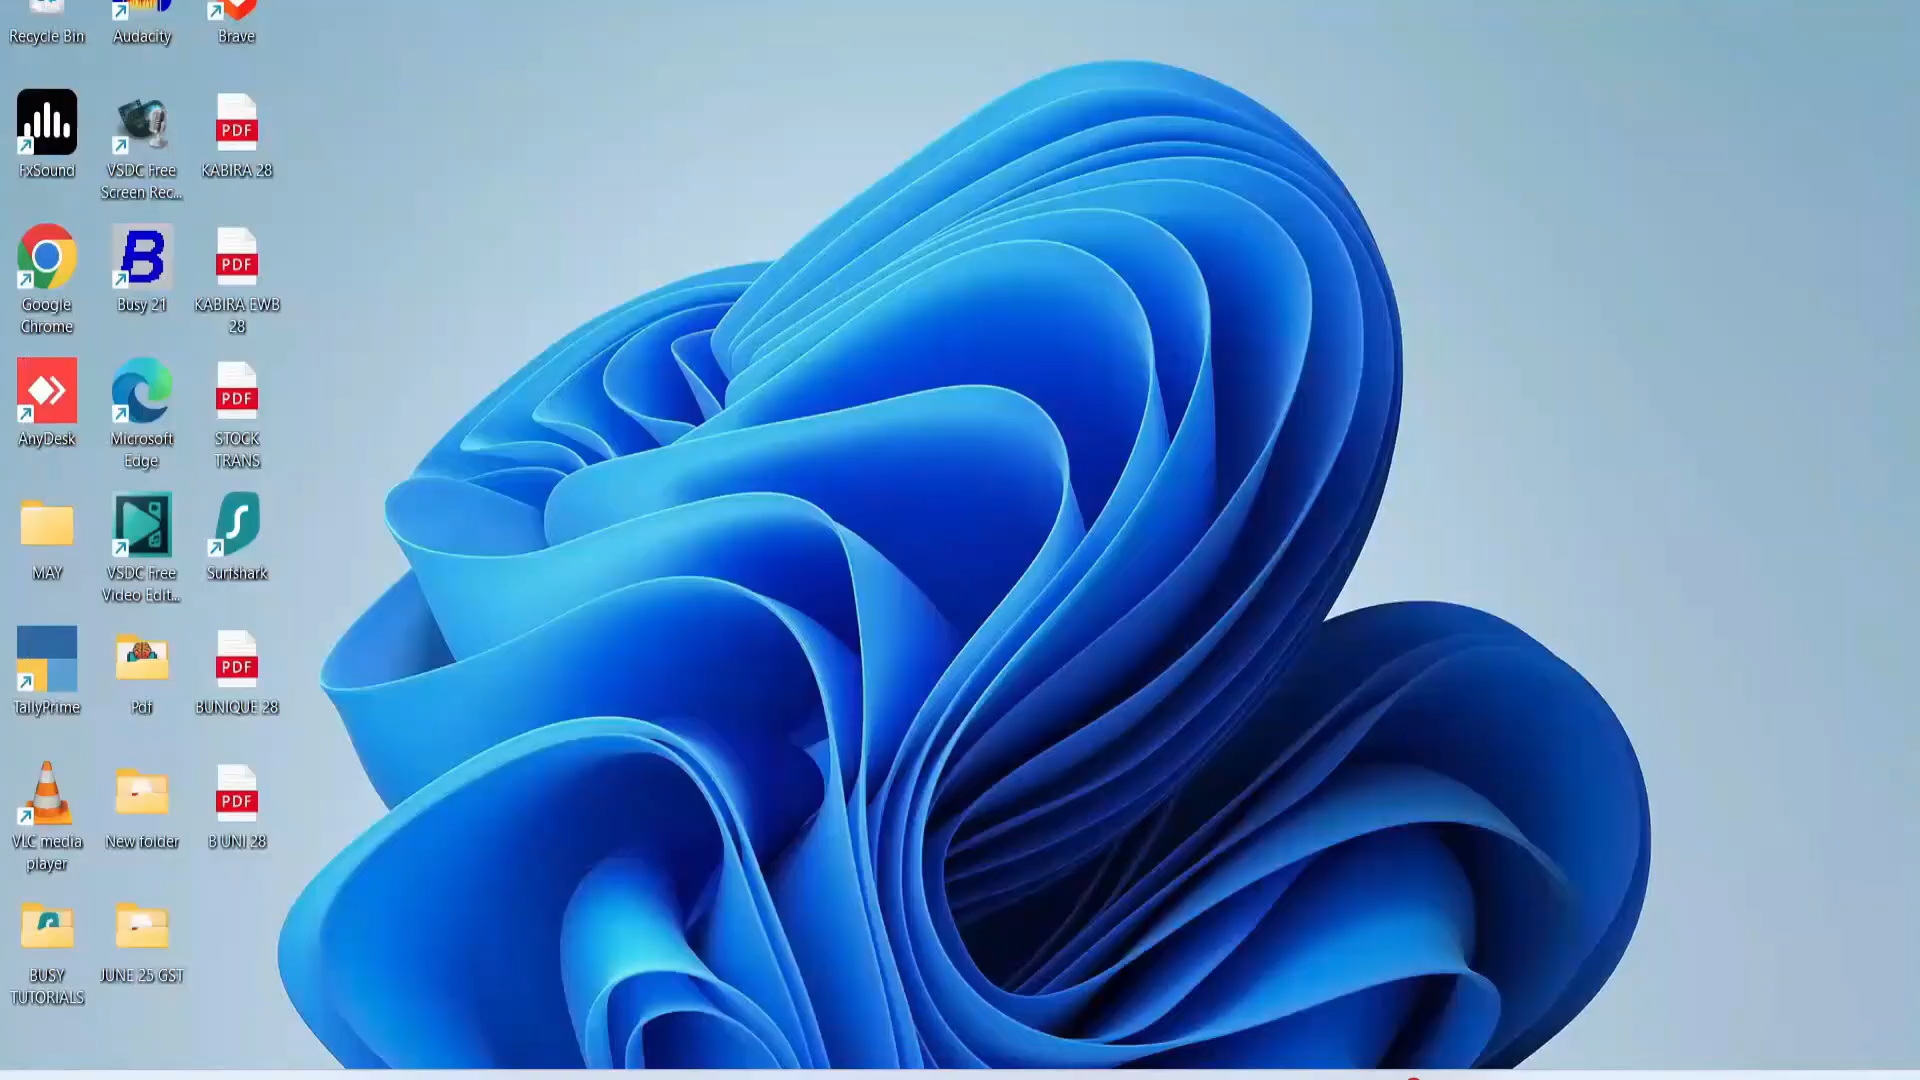 Recycle Bin
Audacity
Brave
FxSound
VSDC Free
Screen Rec...
PDF
KABIRA 28
Google
Chrome
B
Busy 21
PDF
KABIRA EWB
28
AnyDesk
Microsoft
Edge
PDF
STOCK
TRANS
MAY
VSDC Free
Video Edit...
Surfshark
TallyPrime
Pdf
PDF
BUNIQUE 28
VLC media
player
New folder
PDF
B UNI 28
BUSY
TUTORIALS
JUNE 25 GST